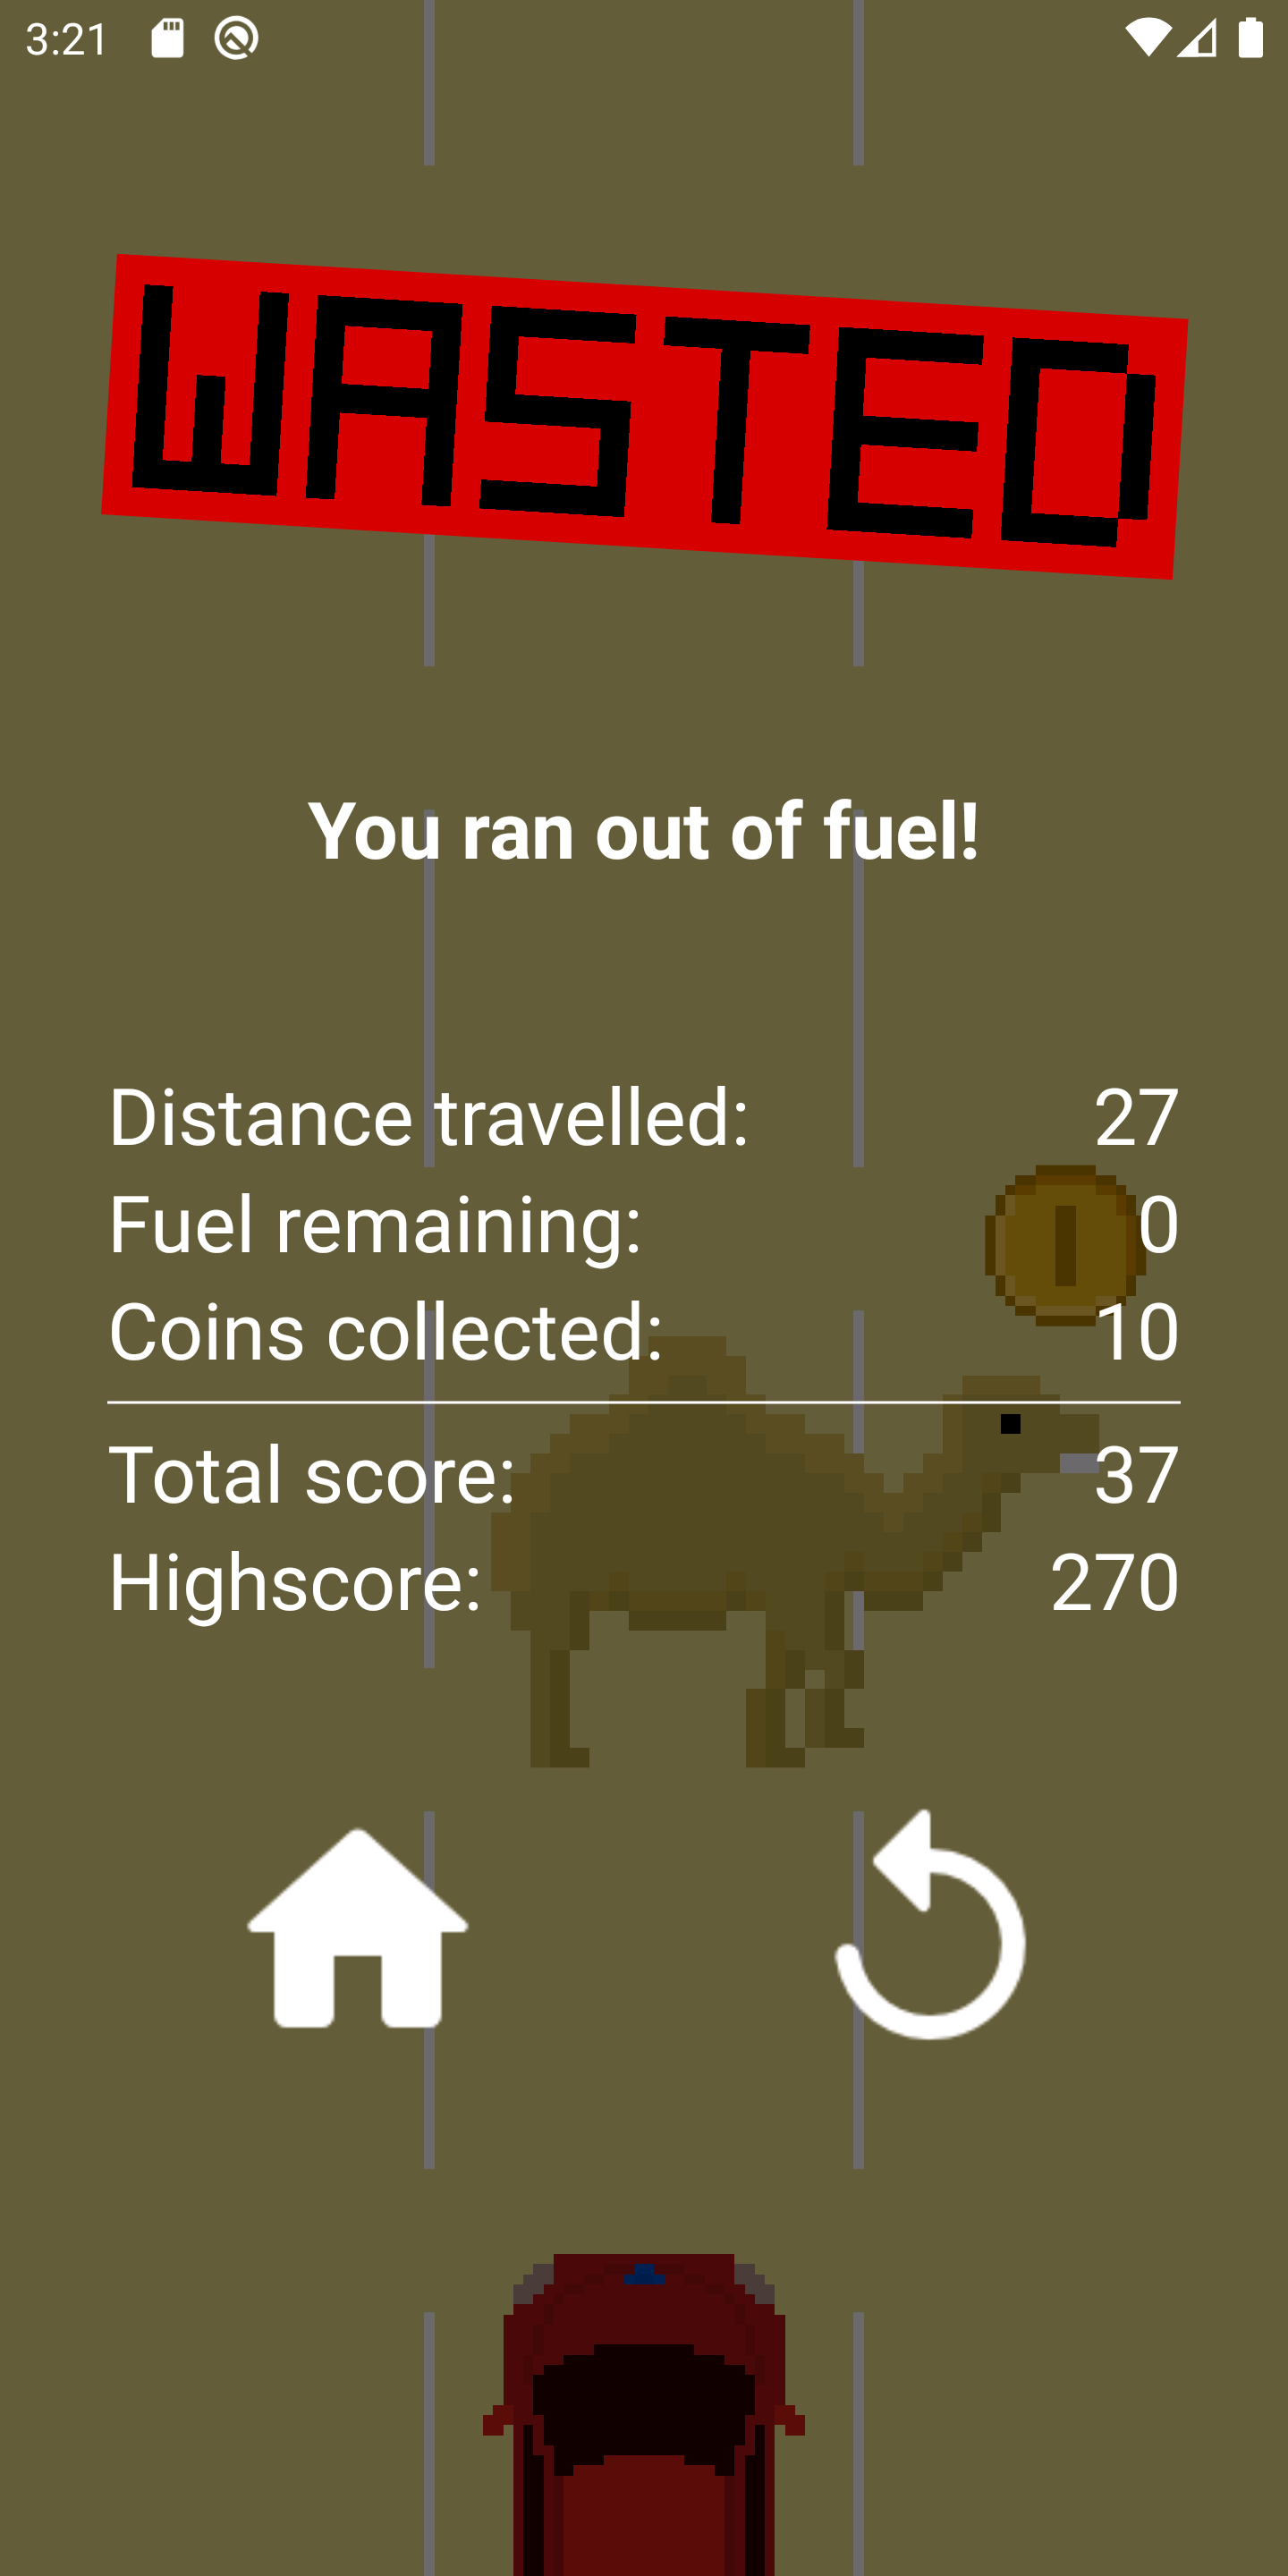 3:21
WASTED
You ran out of fuel!
Distance travelled: 27
Fuel remaining: 0
Coins collected: 10
Total score: 37
Highscore: 270